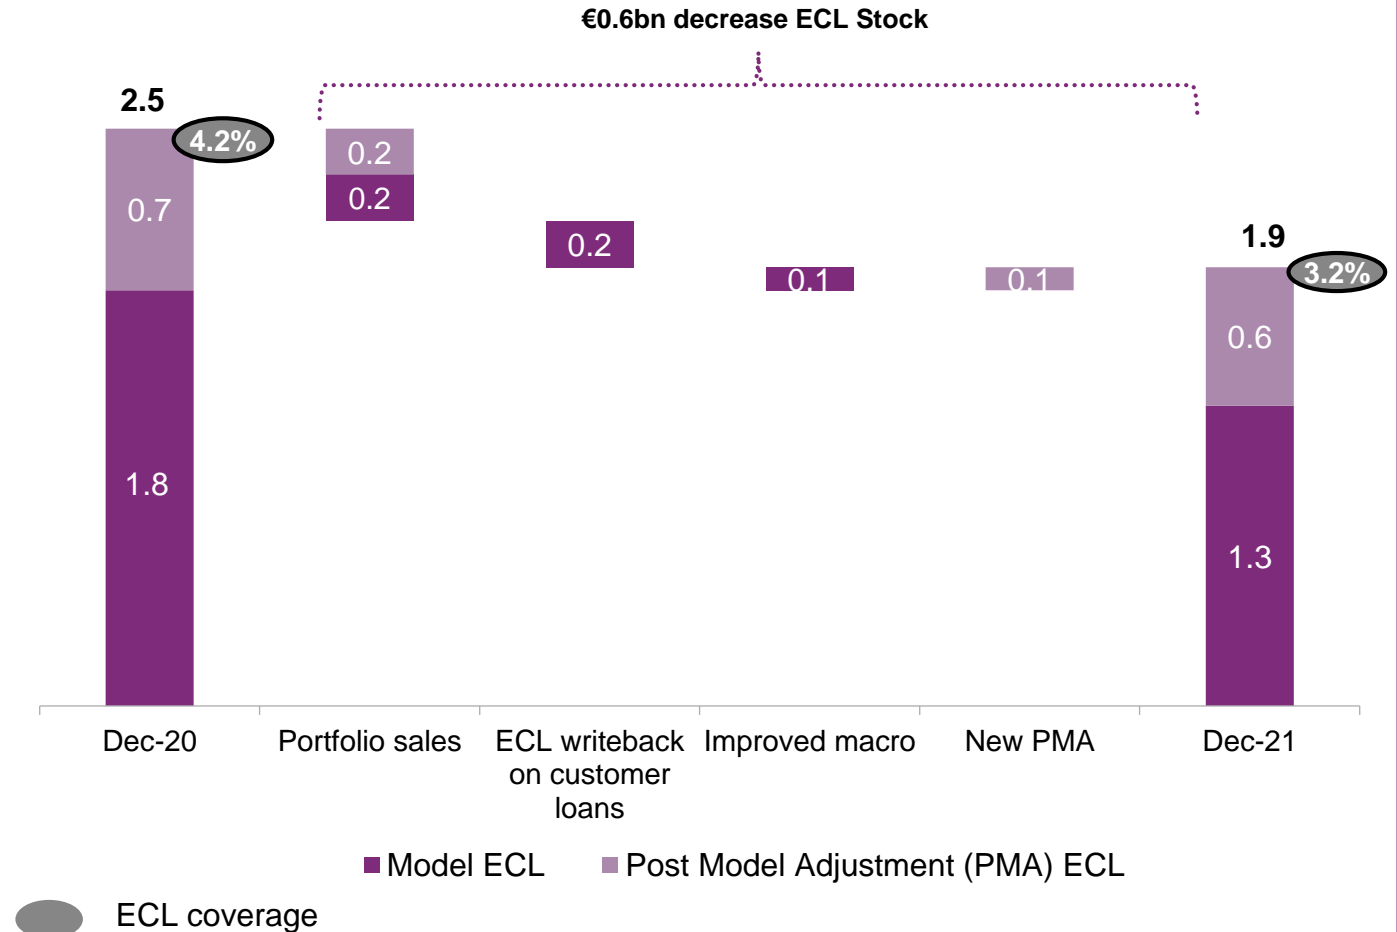 €0.6bn decrease ECL Stock
2.5
4.2%
0.2
0.2
0.7
0.2
1.9
3.2%
0.1
0.1
0.6
1.8
1.3
Dec-20
Portfolio sales
ECL writeback
on customer
loans
Improved macro
New PMA
Dec-21
Model ECL
Post Model Adjustment (PMA) ECL
ECL coverage